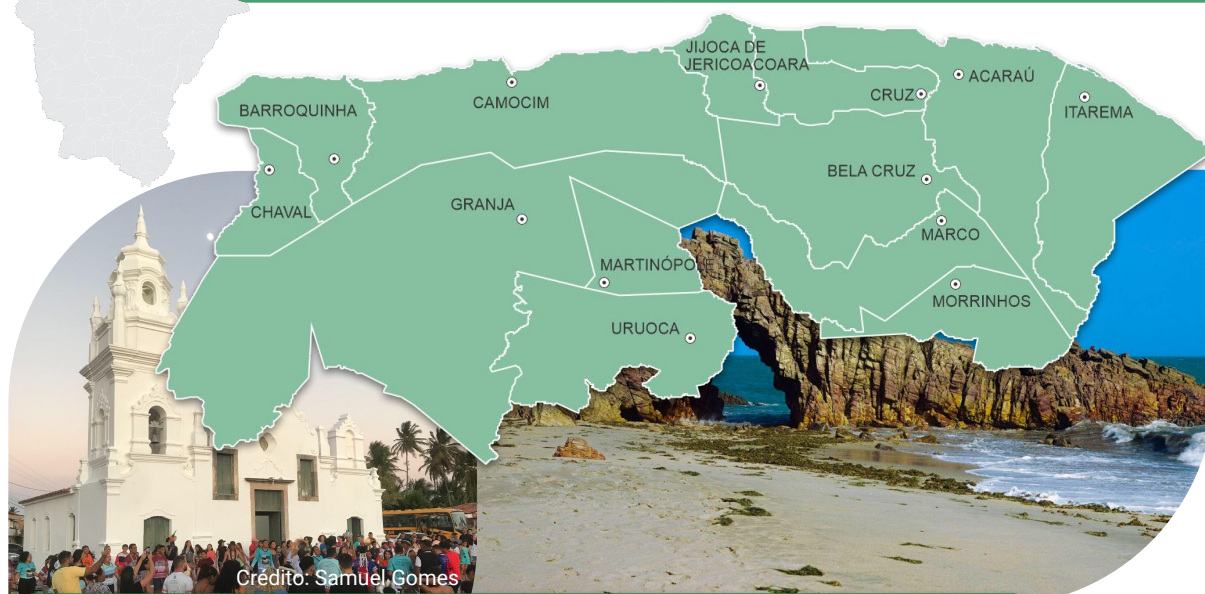 JIJOCA DE
JERICOACOARA
ACARAÚ
CRUZ
CAMOCIM
BARROQUINHA
ITAREMA
BELA CRUZ
CHAVAL
GRANJA
MARCO
MARTINÓPOLE
MORRINHOS
URUOCA
Crédito: Samuel Gomes